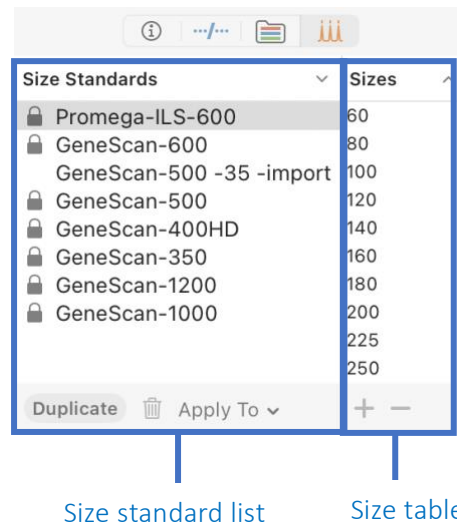 Size Standards
Promega-ILS-600
GeneScan-600
GeneScan-500 -35 -import
GeneScan-500
GeneScan-400HD
GeneScan-350
GeneScan-1200
GeneScan-1000
Duplicate Apply To
Sizes
60
80
100
120
140
160
180
200
225
250
+ −
Size standard list
Size table